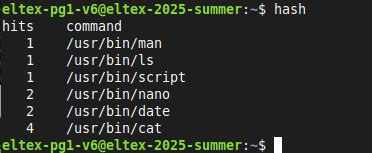 eltex-pg1-v6@eltex-2025-summer:~$ hash
hits    command
   1    /usr/bin/man
   1    /usr/bin/ls
   1    /usr/bin/script
   2    /usr/bin/nano
   2    /usr/bin/date
   4    /usr/bin/cat
eltex-pg1-v6@eltex-2025-summer:~$